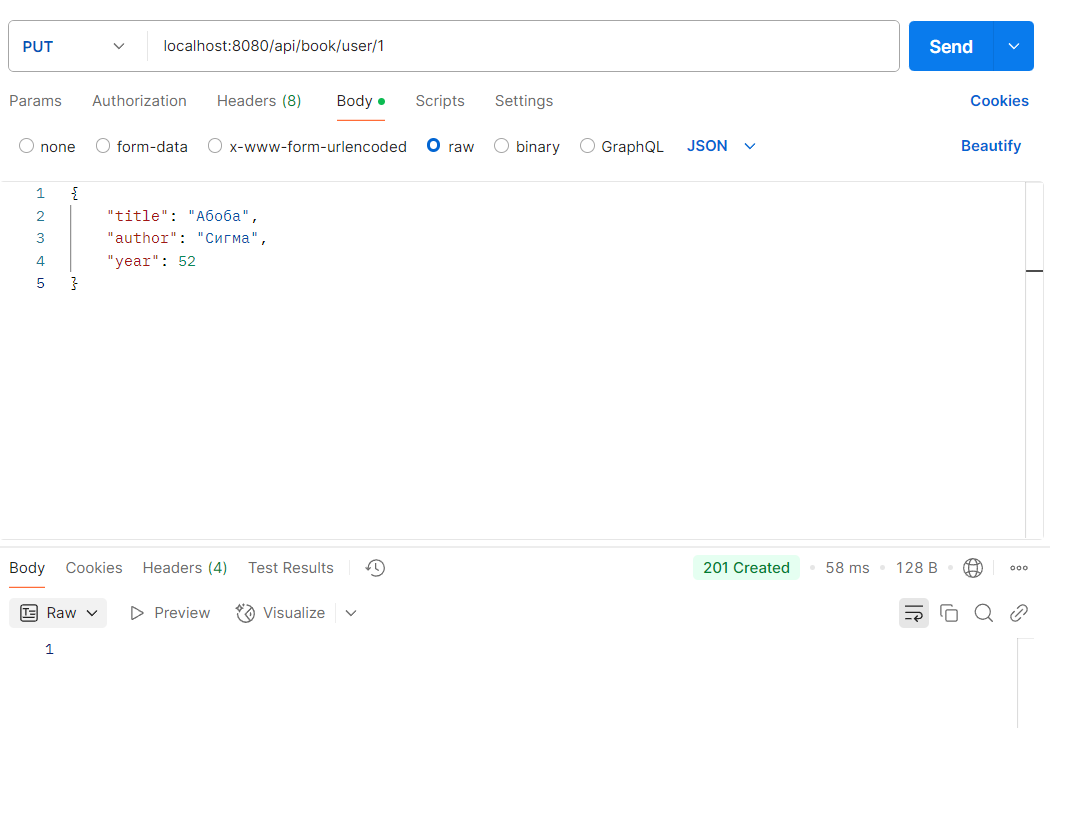 PUT localhost:8080/api/book/user/1 Send
Params Authorization Headers (8) Body Scripts Settings Cookies
none form-data x-www-form-urlencoded raw binary GraphQL JSON Beautify
1 {
2 "title": "Абоба",
3 "author": "Сигма",
4 "year": 52
5 }
Body Cookies Headers (4) Test Results 201 Created 58 ms 128 B
Raw Preview Visualize
1